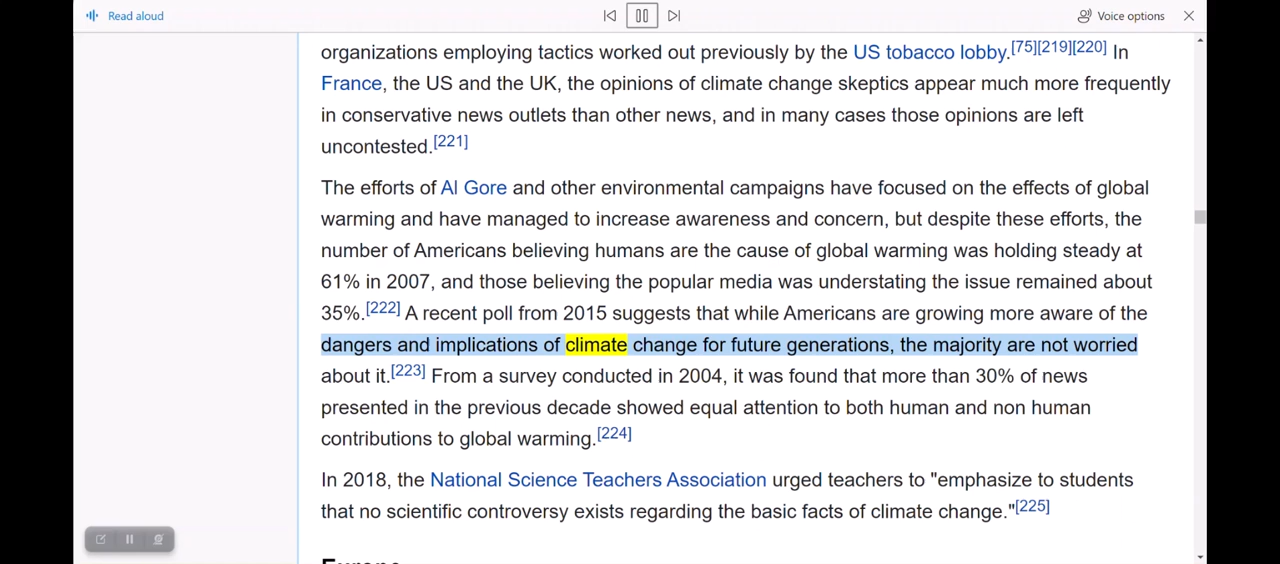 Read aloud
Voice options
organizations employing tactics worked out previously by the US tobacco lobby.[75][219][220] In
France, the US and the UK, the opinions of climate change skeptics appear much more frequently
in conservative news outlets than other news, and in many cases those opinions are left
uncontested.[221]
The efforts of Al Gore and other environmental campaigns have focused on the effects of global
warming and have managed to increase awareness and concern, but despite these efforts, the
number of Americans believing humans are the cause of global warming was holding steady at
61% in 2007, and those believing the popular media was understating the issue remained about
35%.[222] A recent poll from 2015 suggests that while Americans are growing more aware of the
dangers and implications of climate change for future generations, the majority are not worried
about it.[223] From a survey conducted in 2004, it was found that more than 30% of news
presented in the previous decade showed equal attention to both human and non human
contributions to global warming.[224]
In 2018, the National Science Teachers Association urged teachers to "emphasize to students
that no scientific controversy exists regarding the basic facts of climate change."[225]